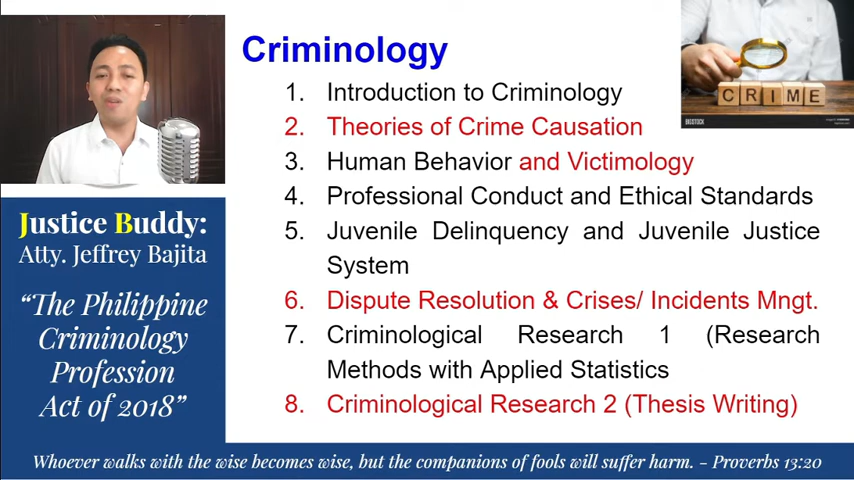 Criminology
1. Introduction to Criminology
2. Theories of Crime Causation
3. Human Behavior and Victimology
4. Professional Conduct and Ethical Standards
5. Juvenile Delinquency and Juvenile Justice
System
6. Dispute Resolution & Crises/ Incidents Mngt.
7. Criminological Research 1 (Research
Methods with Applied Statistics
8. Criminological Research 2 (Thesis Writing)
CRIME
BIGSTOCK
Justice Buddy:
Atty. Jeffrey Bajita
“The Philippine
Criminology
Profession
Act of 2018”
Whoever walks with the wise becomes wise, but the companions of fools will suffer harm. – Proverbs 13:20